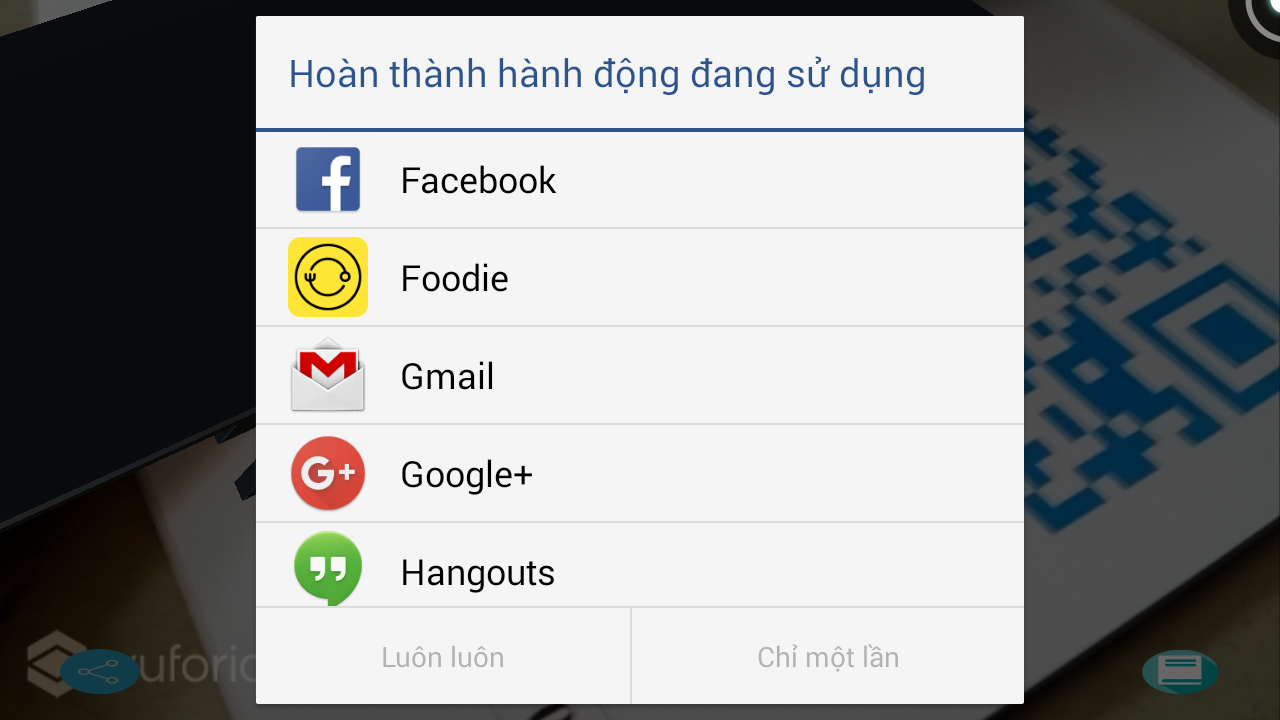 Hoàn thành hành động đang sử dụng
Facebook
Foodie
Gmail
Google+
Hangouts
Luôn luôn
Chỉ một lần